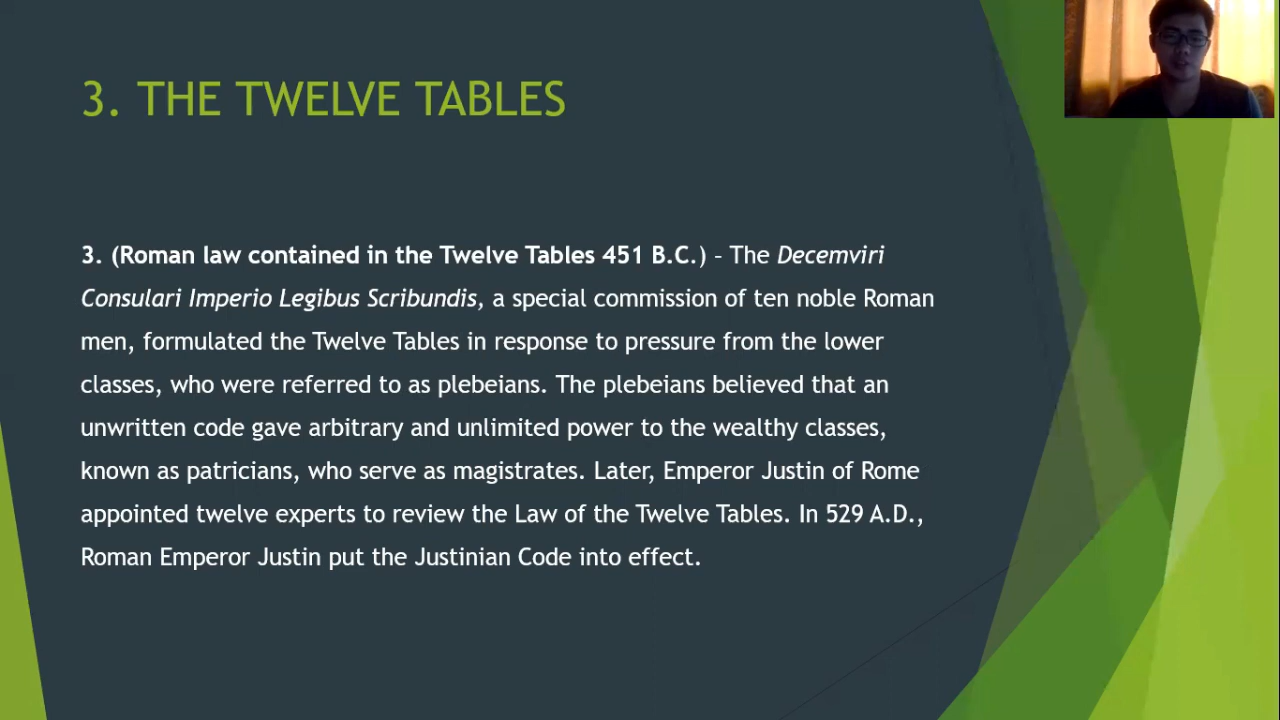 3. THE TWELVE TABLES
3. (Roman law contained in the Twelve Tables 451 B.C.) – The Decemviri
Consulari Imperio Legibus Scribundis, a special commission of ten noble Roman
men, formulated the Twelve Tables in response to pressure from the lower
classes, who were referred to as plebeians. The plebeians believed that an
unwritten code gave arbitrary and unlimited power to the wealthy classes,
known as patricians, who serve as magistrates. Later, Emperor Justin of Rome
appointed twelve experts to review the Law of the Twelve Tables. In 529 A.D.,
Roman Emperor Justin put the Justinian Code into effect.